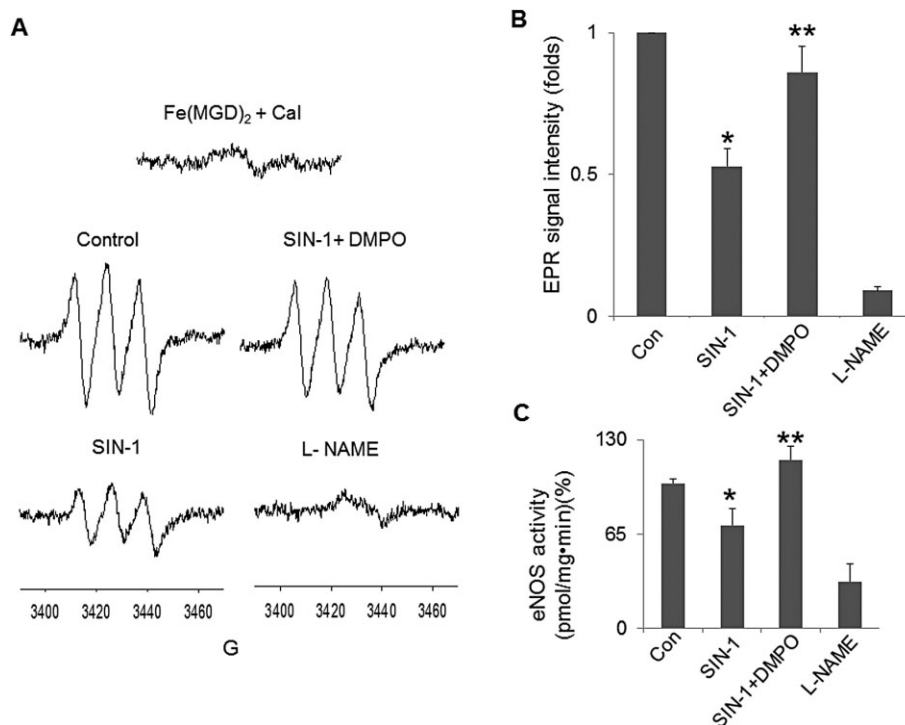 A
Fe(MGD)₂ + Cal
Control
SIN-1+ DMPO
SIN-1
L- NAME
3400 3420 3440 3460
3400 3420 3440 3460
G
B
EPR signal intensity (folds)
1
0.5
0
*
**
Con
SIN-1
SIN-1+DMPO
L-NAME
C
eNOS activity
(pmol/mg•min)(%)
130
65
0
*
**
Con
SIN-1
SIN-1+DMPO
L-NAME